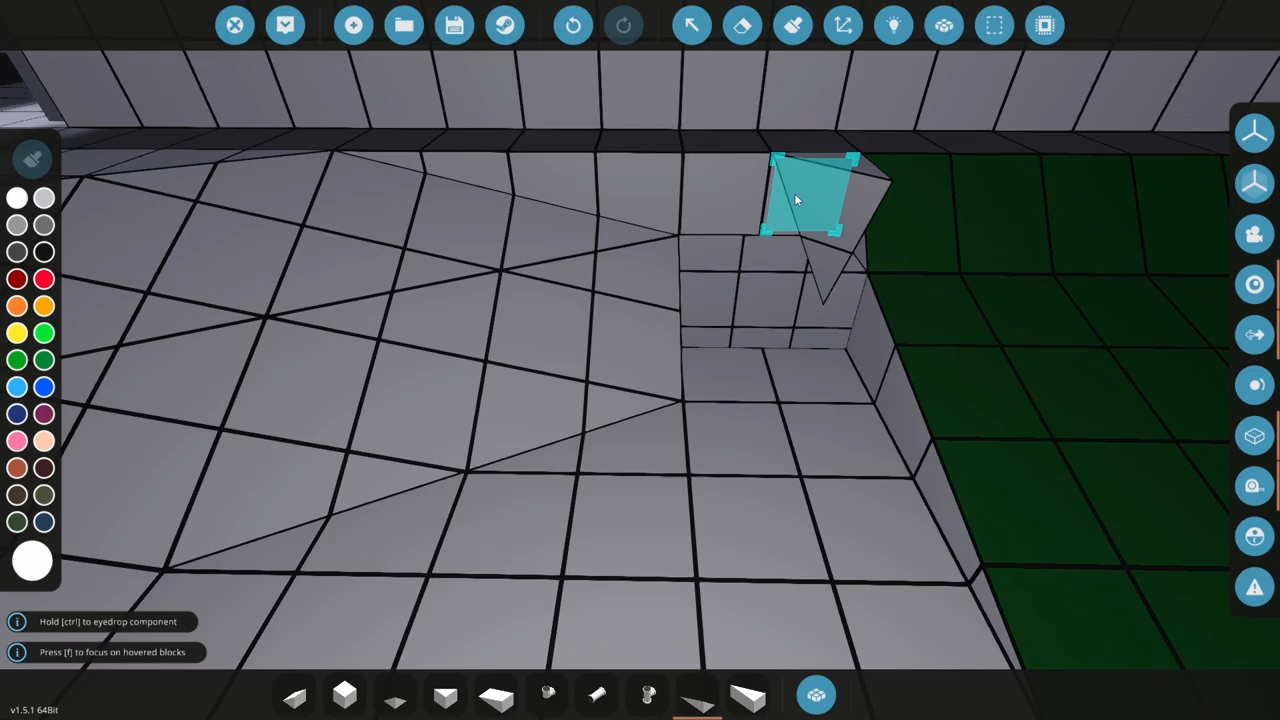 Hold [ctrl] to eyedrop component
Press [f] to focus on hovered blocks
v1.5.1 64Bit